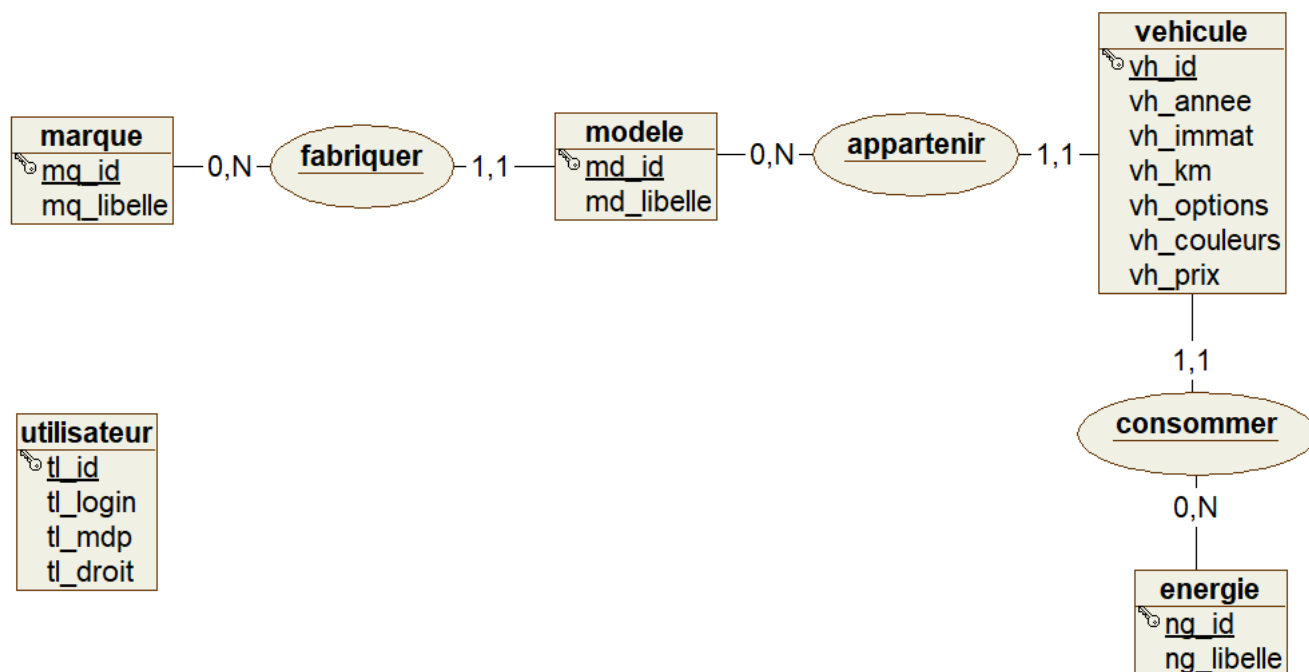 marque
mq_id
mq_libelle
0,N
fabriquer
1,1
modele
md_id
md_libelle
0,N
appartenir
1,1
vehicule
vh_id
vh_annee
vh_immat
vh_km
vh_options
vh_couleurs
vh_prix
1,1
consommer
0,N
energie
ng_id
ng_libelle
utilisateur
tl_id
tl_login
tl_mdp
tl_droit